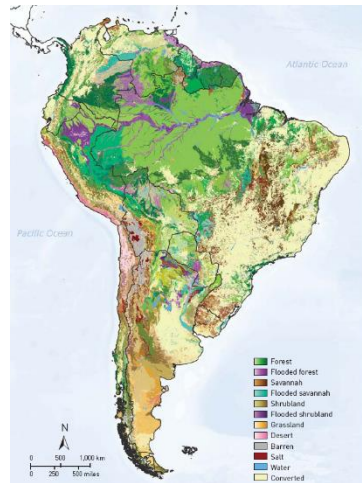 Atlantic Ocean
Pacific Ocean
Forest
Flooded forest
Savannah
Flooded savannah
Shrubland
Flooded shrubland
Grassland
Desert
Barren
Salt
Water
Converted
N
0 500 1,000 km
0 250 500 miles